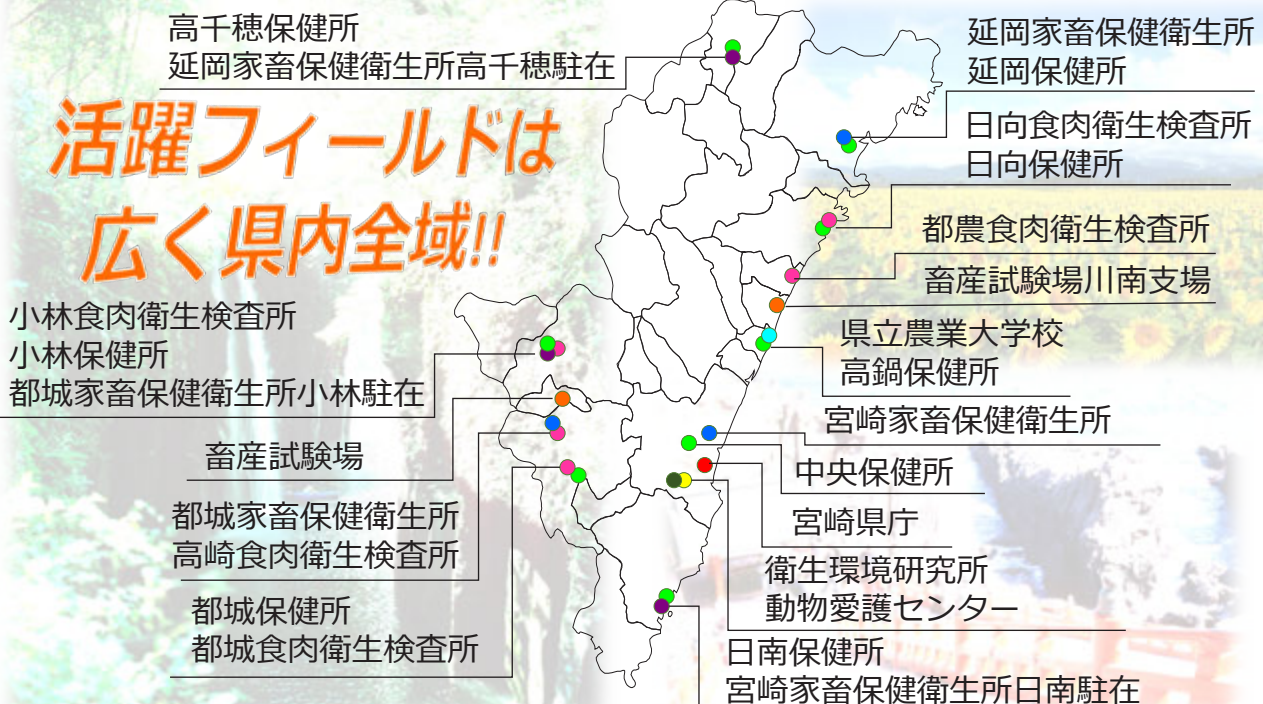 高千穂保健所
延岡家畜保健衛生所高千穂駐在
活躍フィールドは
広く県内全域!!
延岡家畜保健衛生所
延岡保健所
日向食肉衛生検査所
日向保健所
都農食肉衛生検査所
畜産試験場川南支場
県立農業大学校
高鍋保健所
宮崎家畜保健衛生所
中央保健所
宮崎県庁
衛生環境研究所
動物愛護センター
日南保健所
宮崎家畜保健衛生所日南駐在
小林食肉衛生検査所
小林保健所
都城家畜保健衛生所小林駐在
畜産試験場
都城家畜保健衛生所
高崎食肉衛生検査所
都城保健所
都城食肉衛生検査所